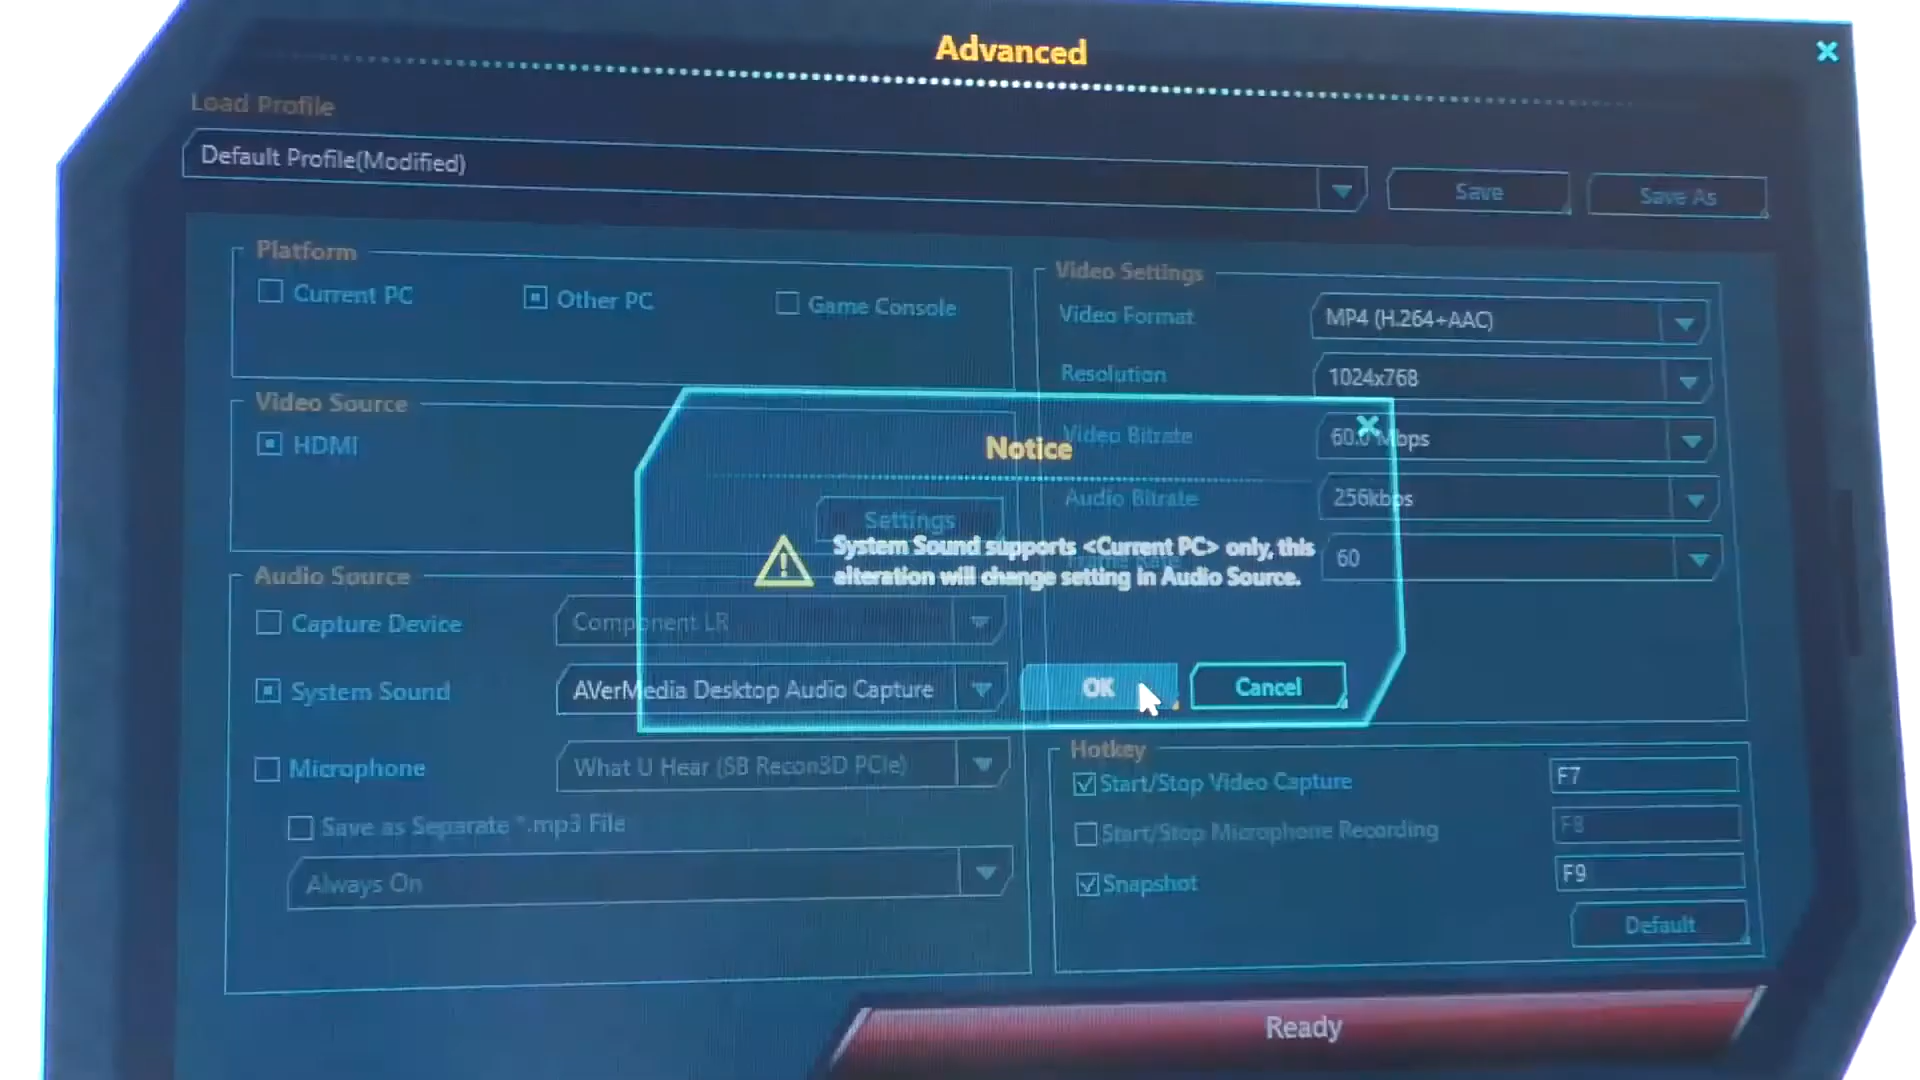 Advanced
Load Profile
Default Profile(Modified)
Save
Save As
Platform
Current PC
Other PC
Game Console
Video Source
HDMI
Settings
Audio Source
Capture Device
Component LR
System Sound
AVerMedia Desktop Audio Capture
Microphone
What U Hear (SB Recon3D PCIe)
Save as Separate *.mp3 File
Always On
Video Settings
Video Format
MP4 (H.264+AAC)
Resolution
1024x768
Video Bitrate
60.0 Mbps
Audio Bitrate
256kbps
60
Notice
System Sound supports <Current PC> only, this
alteration will change setting in Audio Source.
OK
Cancel
Hotkey
Start/Stop Video Capture
F7
Start/Stop Microphone Recording
F8
Snapshot
F9
Default
Ready